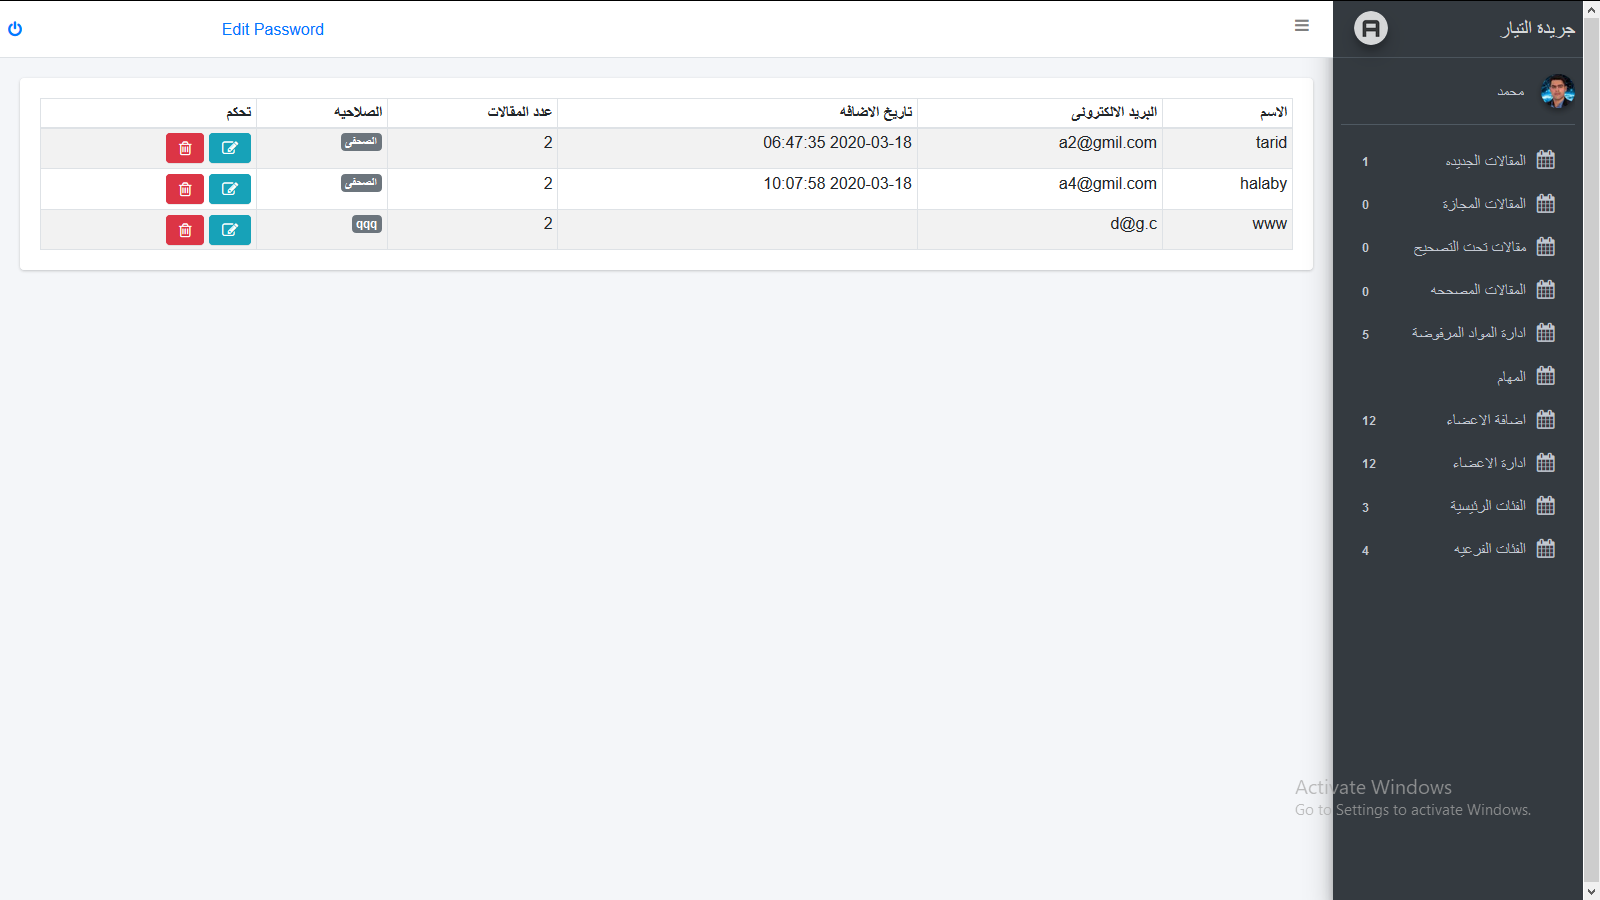 جريدة التيار
Edit Password
محمد
المقالات الجديده 1
المقالات المجازة 0
مقالات تحت التصحيح 0
المقالات المصححه 0
ادارة المواد المرفوضة 5
المهام
اضافة الاعضاء 12
ادارة الاعضاء 12
الفئات الرئيسية 3
الفئات الفرعيه 4
الاسم البريد الالكترونى تاريخ الاضافه عدد المقالات الصلاحيه تحكم
tarid a2@gmil.com 06:47:35 2020-03-18 2 الصحفى
halaby a4@gmil.com 10:07:58 2020-03-18 2 الصحفى
www d@g.c 2 qqq
Activate Windows
Go to Settings to activate Windows.